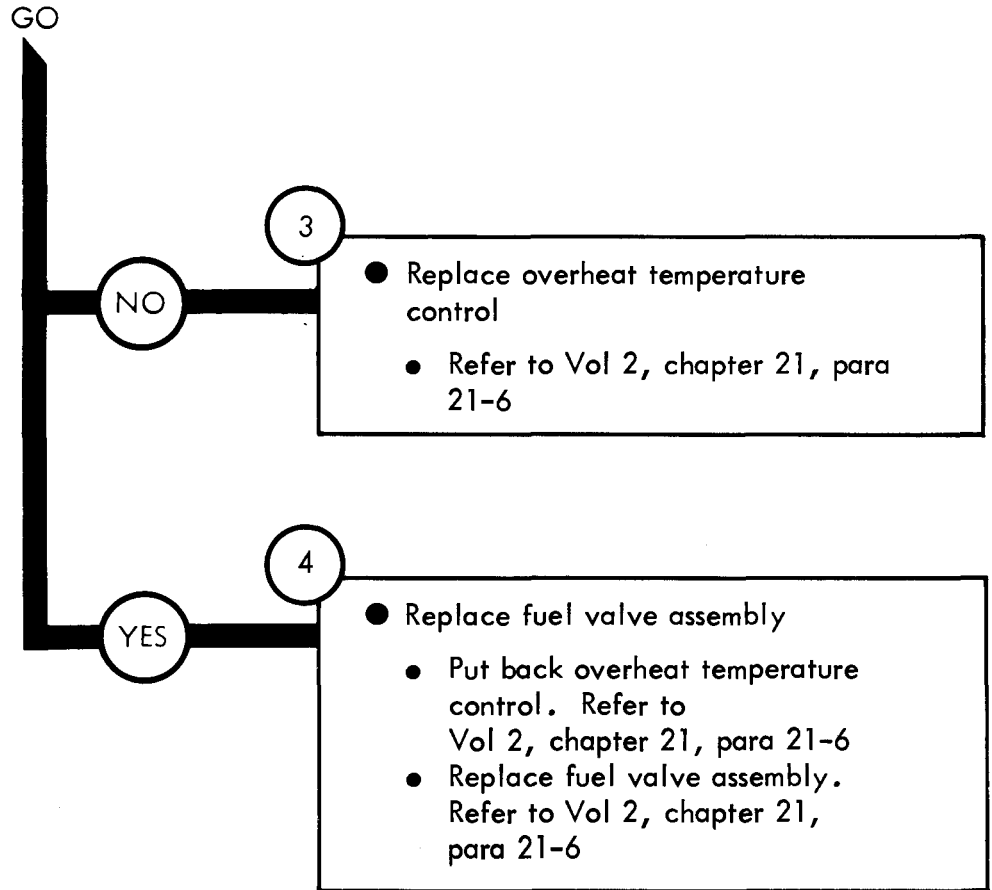 GO
3
NO
● Replace overheat temperature
control
● Refer to Vol 2, chapter 21, para
21-6
4
YES
● Replace fuel valve assembly
● Put back overheat temperature
control. Refer to
Vol 2, chapter 21, para 21-6
● Replace fuel valve assembly.
Refer to Vol 2, chapter 21,
para 21-6